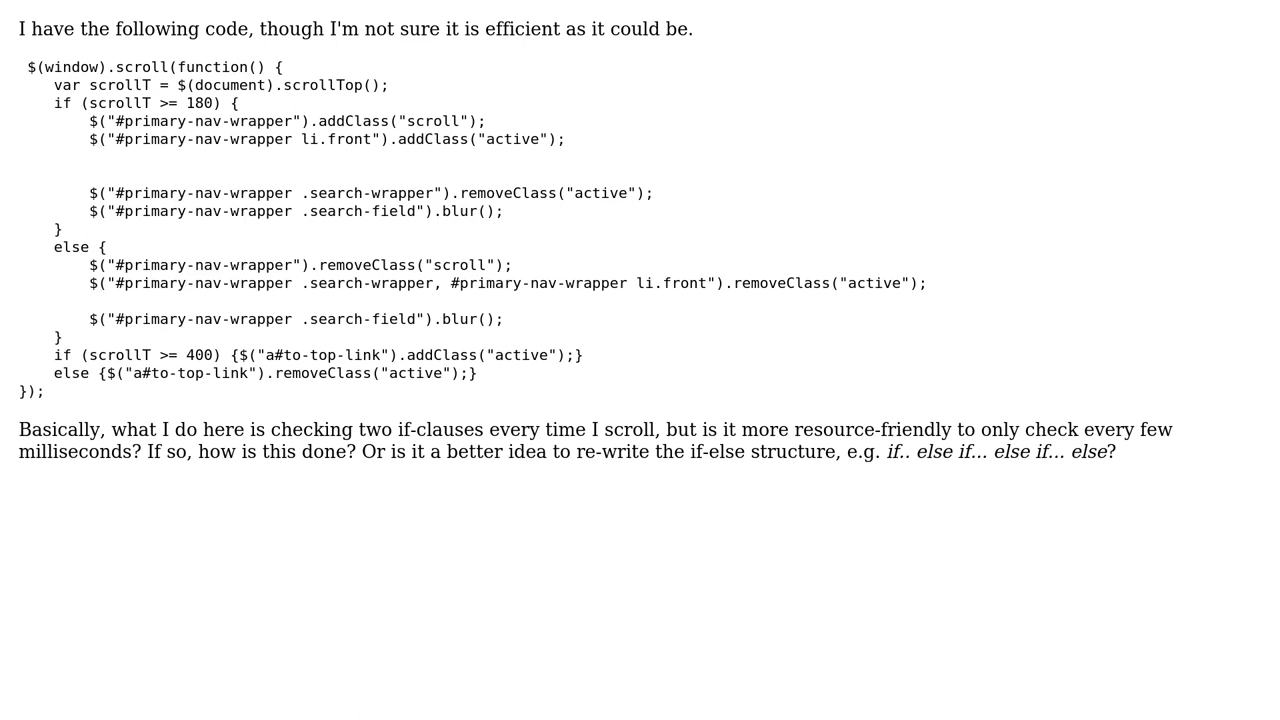 I have the following code, though I'm not sure it is efficient as it could be.
$(window).scroll(function() {
var scrollT = $(document).scrollTop();
if (scrollT >= 180) {
$("#primary-nav-wrapper").addClass("scroll");
$("#primary-nav-wrapper li.front").addClass("active");
$("#primary-nav-wrapper .search-wrapper").removeClass("active");
$("#primary-nav-wrapper .search-field").blur();
}
else {
$("#primary-nav-wrapper").removeClass("scroll");
$("#primary-nav-wrapper .search-wrapper, #primary-nav-wrapper li.front").removeClass("active");
$("#primary-nav-wrapper .search-field").blur();
}
if (scrollT >= 400) {$("a#to-top-link").addClass("active");}
else {$("a#to-top-link").removeClass("active");}
});
Basically, what I do here is checking two if-clauses every time I scroll, but is it more resource-friendly to only check every few
milliseconds? If so, how is this done? Or is it a better idea to re-write the if-else structure, e.g. if.. else if... else if... else?